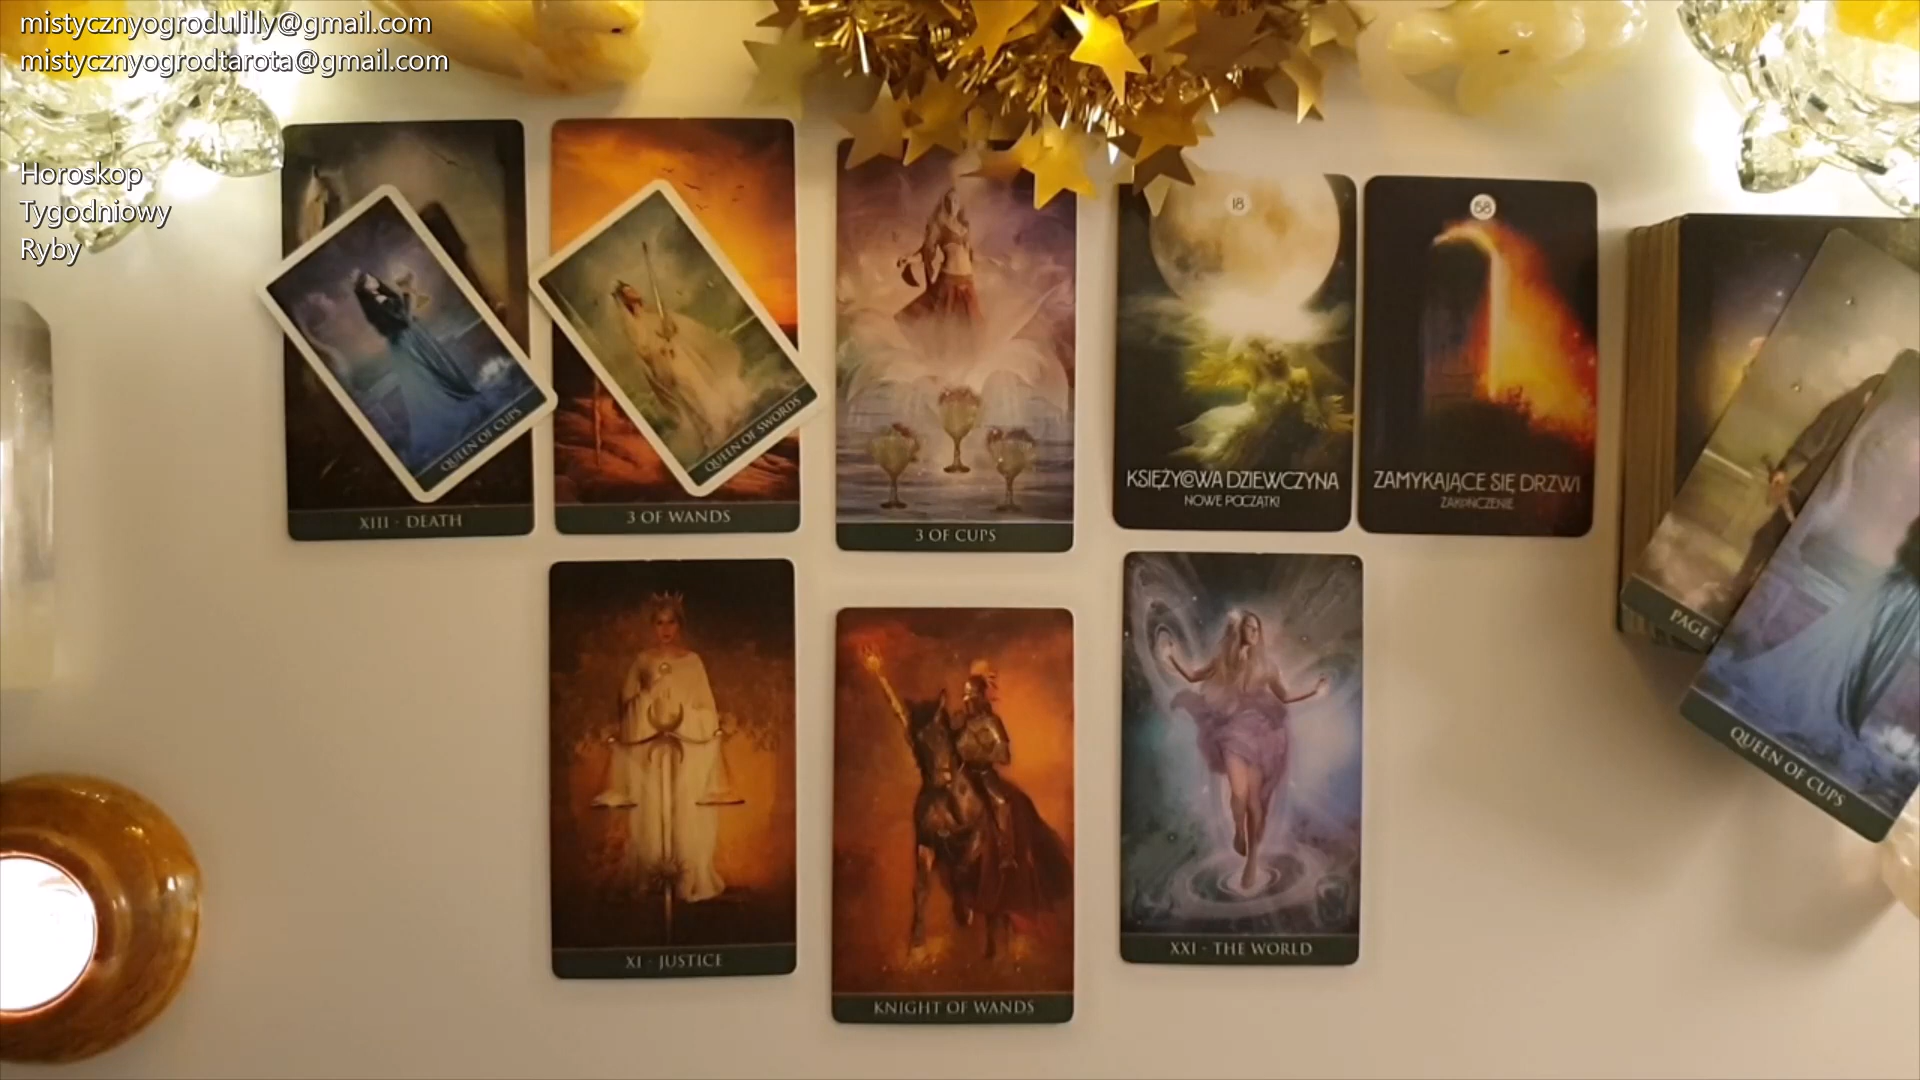 mistycznyogrodulilly@gmail.com
mistycznyogrodtarota@gmail.com
Horoskop
Tygodniowy
Ryby
QUEEN OF CUPS
XIII - DEATH
QUEEN OF SWORDS
3 OF WANDS
3 OF CUPS
18
KSIĘŻYCOWA DZIEWCZYNA
NOWE POCZĄTKI
58
ZAMYKAJĄCE SIĘ DRZWI
ZAKOŃCZENIE
PAGE
QUEEN OF CUPS
XI - JUSTICE
KNIGHT OF WANDS
XXI - THE WORLD